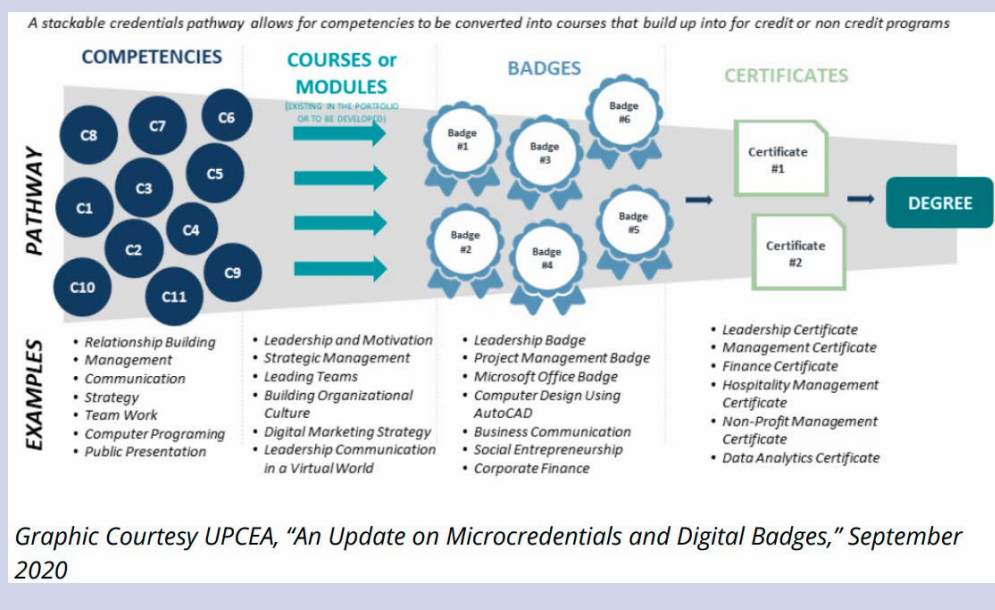 A stackable credentials pathway allows for competencies to be converted into courses that build up into for credit or non credit programs
COMPETENCIES
COURSES or
MODULES
(EXISTING IN THE PORTFOLIO
OR TO BE DEVELOPED)
BADGES
CERTIFICATES
PATHWAY
C8
C7
C6
C3
C5
C1
C4
C2
C10
C11
C9
Badge
#1
Badge
#3
Badge
#6
Badge
#2
Badge
#4
Badge
#5
Certificate
#1
Certificate
#2
DEGREE
EXAMPLES
• Relationship Building
• Management
• Communication
• Strategy
• Team Work
• Computer Programing
• Public Presentation
• Leadership and Motivation
• Strategic Management
• Leading Teams
• Building Organizational
Culture
• Digital Marketing Strategy
• Leadership Communication
in a Virtual World
• Leadership Badge
• Project Management Badge
• Microsoft Office Badge
• Computer Design Using
AutoCAD
• Business Communication
• Social Entrepreneurship
• Corporate Finance
• Leadership Certificate
• Management Certificate
• Finance Certificate
• Hospitality Management
Certificate
• Non-Profit Management
Certificate
• Data Analytics Certificate
Graphic Courtesy UPCEA, “An Update on Microcredentials and Digital Badges,” September
2020